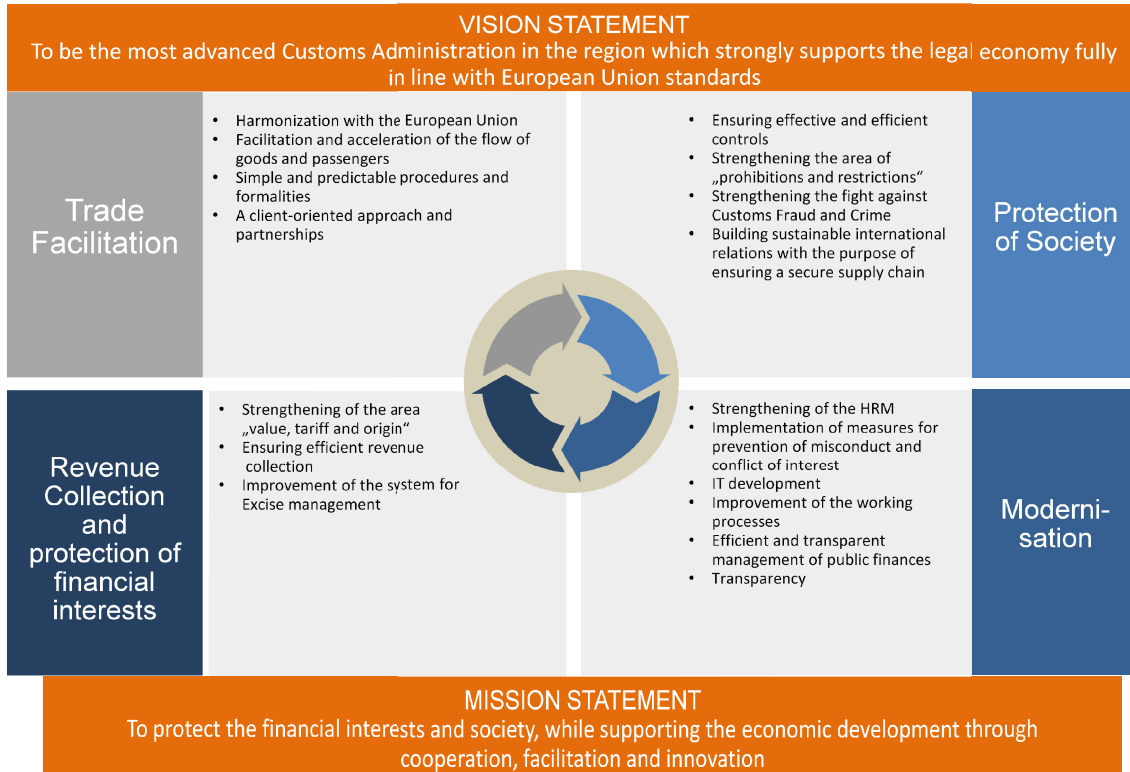 VISION STATEMENT
To be the most advanced Customs Administration in the region which strongly supports the legal economy fully
in line with European Union standards
Trade
Facilitation
• Harmonization with the European Union
• Facilitation and acceleration of the flow of
goods and passengers
• Simple and predictable procedures and
formalities
• A client-oriented approach and
partnerships
• Ensuring effective and efficient
controls
• Strengthening the area of
„prohibitions and restrictions“
• Strengthening the fight against
Customs Fraud and Crime
• Building sustainable international
relations with the purpose of
ensuring a secure supply chain
Protection
of Society
Revenue
Collection
and
protection of
financial
interests
• Strengthening of the area
„value, tariff and origin“
• Ensuring efficient revenue
collection
• Improvement of the system for
Excise management
• Strengthening of the HRM
• Implementation of measures for
prevention of misconduct and
conflict of interest
• IT development
• Improvement of the working
processes
• Efficient and transparent
management of public finances
• Transparency
Moderni-
sation
MISSION STATEMENT
To protect the financial interests and society, while supporting the economic development through
cooperation, facilitation and innovation